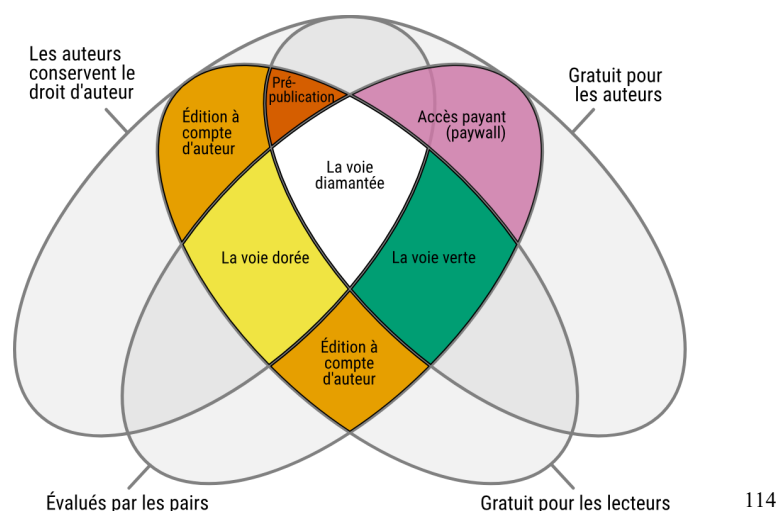 Les auteurs
conservent le
droit d'auteur
Gratuit pour
les auteurs
Pré-
publication
Édition à
compte
d'auteur
Accès payant
(paywall)
La voie
diamantée
La voie dorée
La voie verte
Édition à
compte
d'auteur
Évalués par les pairs
Gratuit pour les lecteurs
114